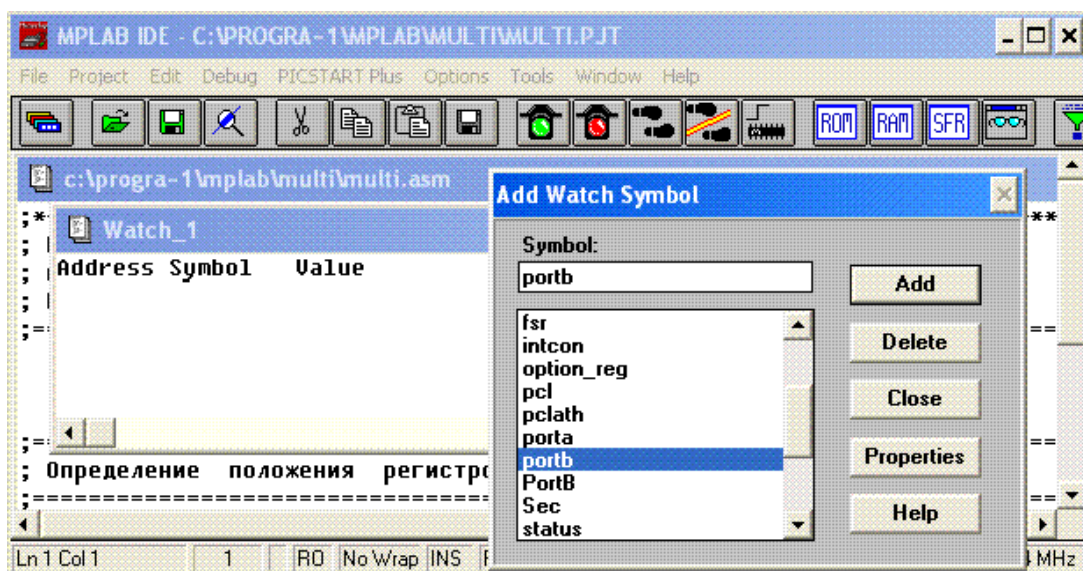 MPLAB IDE - C:\PROGRA~1\MPLAB\MULTI\MULTI.PJT
File Project Edit Debug PICSTART Plus Options Tools Window Help
ROM RAM SFR
c:\progra~1\mplab\multi\multi.asm
Watch_1
Address Symbol Value
; Определение положения регистро
Add Watch Symbol
Symbol:
portb
fsr
intcon
option_reg
pcl
pclath
porta
portb
PortB
Sec
status
Add
Delete
Close
Properties
Help
Ln 1 Col 1 1 RO No Wrap INS MHz